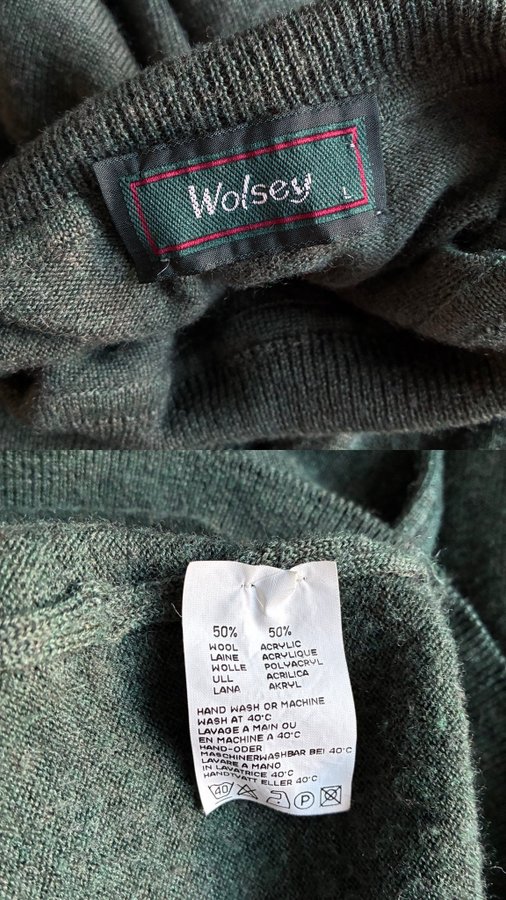 Wolsey
L
50% 50%
WOOL ACRYLIC
LAINE ACRYLIQUE
WOLLE POLYACRYL
ULL ACRILICA
LANA AKRYL
HAND WASH OR MACHINE
WASH AT 40°C
LAVAGE A MAIN OU
EN MACHINE A 40°C
HAND-ODER
MASCHINERWASHBAR BEI 40°C
LAVARE A MANO
IN LAVATRICE 40°C
HANDTVATT ELLER 40°C
40 P